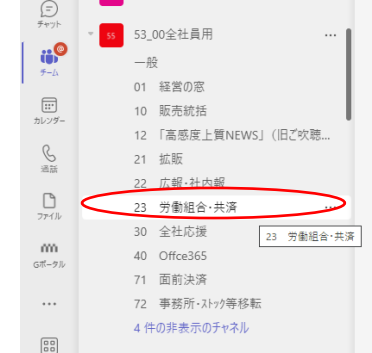 チャット
チーム
カレンダー
通話
ファイル
Gポータル
55 53_00全社員用 ...
一般
01 経営の窓
10 販売統括
12 「高感度上質NEWS」(旧ご吹聴...
21 拡販
22 広報・社内報
23 労働組合・共済 ...
23 労働組合・共済
30 全社応援
40 Offce365
71 面前決済
72 事務所・ストック等移転
4 件の非表示のチャネル